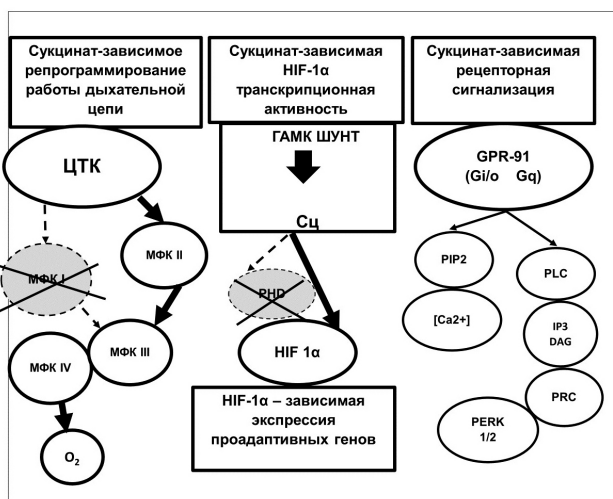 Сукцинат-зависимое
репрограммирование
работы дыхательной
цепи
ЦТК
МФК I
МФК II
МФК III
МФК IV
O2
Сукцинат-зависимая
HIF-1α
транскрипционная
активность
ГАМК ШУНТ
Сц
PHD
HIF 1α
HIF-1α – зависимая
экспрессия
проадаптивных генов
Сукцинат-зависимая
рецепторная
сигнализация
GPR-91
(Gi/o Gq)
PIP2
[Ca2+]
PLC
IP3
DAG
PRC
PERK
1/2